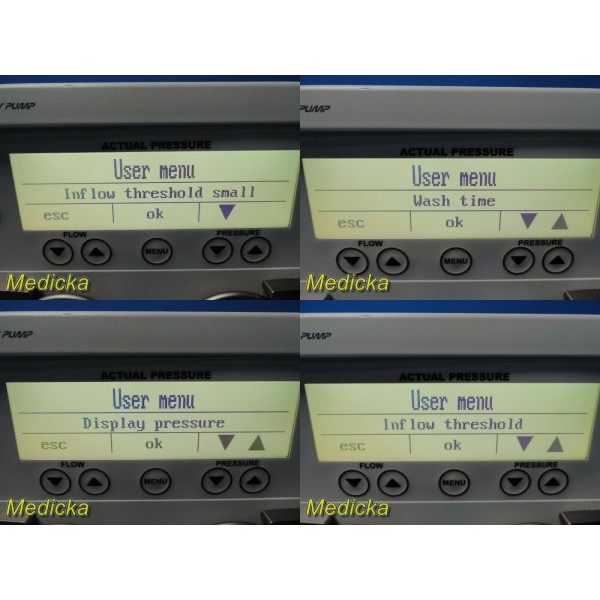 Y PUMP
ACTUAL PRESSURE
User menu
Inflow threshold small
esc ok
FLOW PRESSURE
MENU
Medicka
PUMP
ACTUAL PRESSURE
User menu
Wash time
esc ok
FLOW PRESSURE
MENU
Medicka
PUMP
ACTUAL PRESSURE
User menu
Display pressure
esc ok
FLOW PRESSURE
MENU
Medicka
PUMP
ACTUAL PRESSURE
User menu
Inflow threshold
esc ok
FLOW PRESSURE
MENU
Medicka